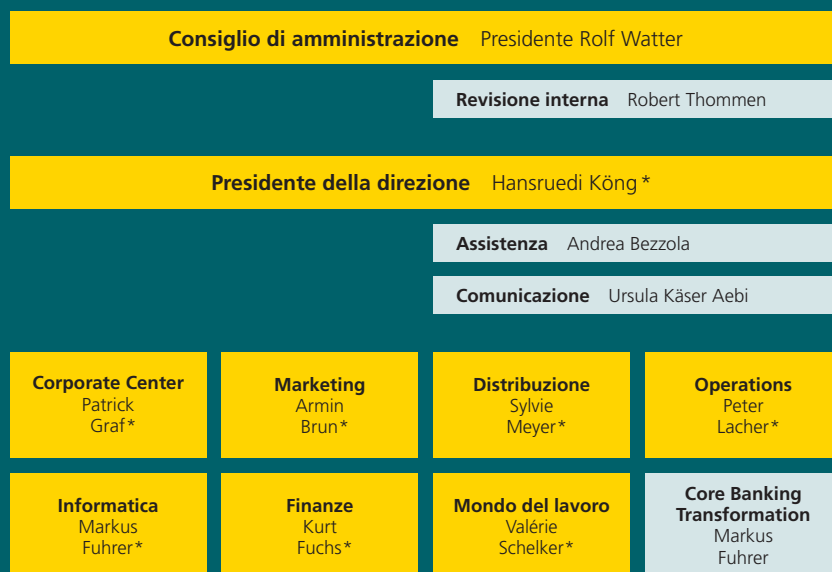 Consiglio di amministrazione Presidente Rolf Watter
Revisione interna Robert Thommen
Presidente della direzione Hansruedi Köng*
Assistenza Andrea Bezzola
Comunicazione Ursula Käser Aebi
Corporate Center
Patrick
Graf*
Marketing
Armin
Brun*
Distribuzione
Sylvie
Meyer*
Operations
Peter
Lacher*
Informatica
Markus
Fuhrer*
Finanze
Kurt
Fuchs*
Mondo del lavoro
Valérie
Schelker*
Core Banking
Transformation
Markus
Fuhrer